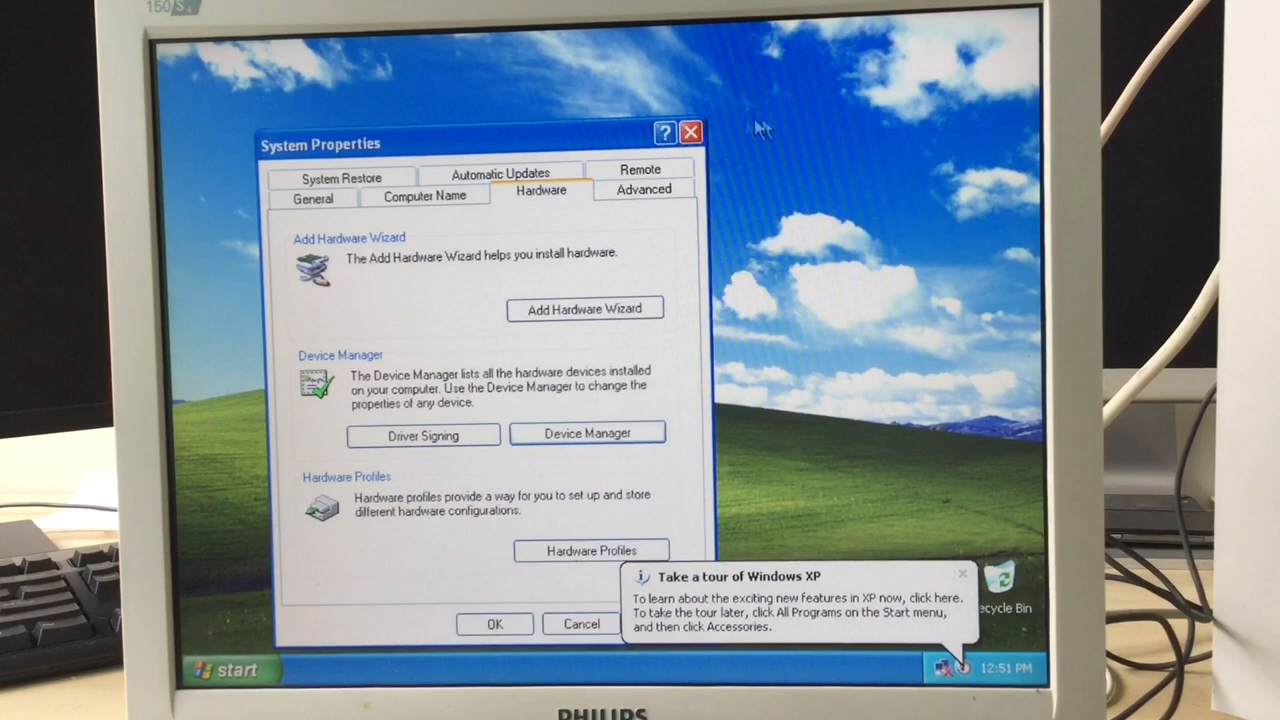 150S
System Properties
System Restore
Automatic Updates
Remote
General
Computer Name
Hardware
Advanced
Add Hardware Wizard
The Add Hardware Wizard helps you install hardware.
Add Hardware Wizard
Device Manager
The Device Manager lists all the hardware devices installed
on your computer. Use the Device Manager to change the
properties of any device.
Driver Signing
Device Manager
Hardware Profiles
Hardware profiles provide a way for you to set up and store
different hardware configurations.
Hardware Profiles
OK
Cancel
Take a tour of Windows XP
To learn about the exciting new features in XP now, click here.
To take the tour later, click All Programs on the Start menu,
and then click Accessories.
ecycle Bin
start
12:51 PM
PHILIPS